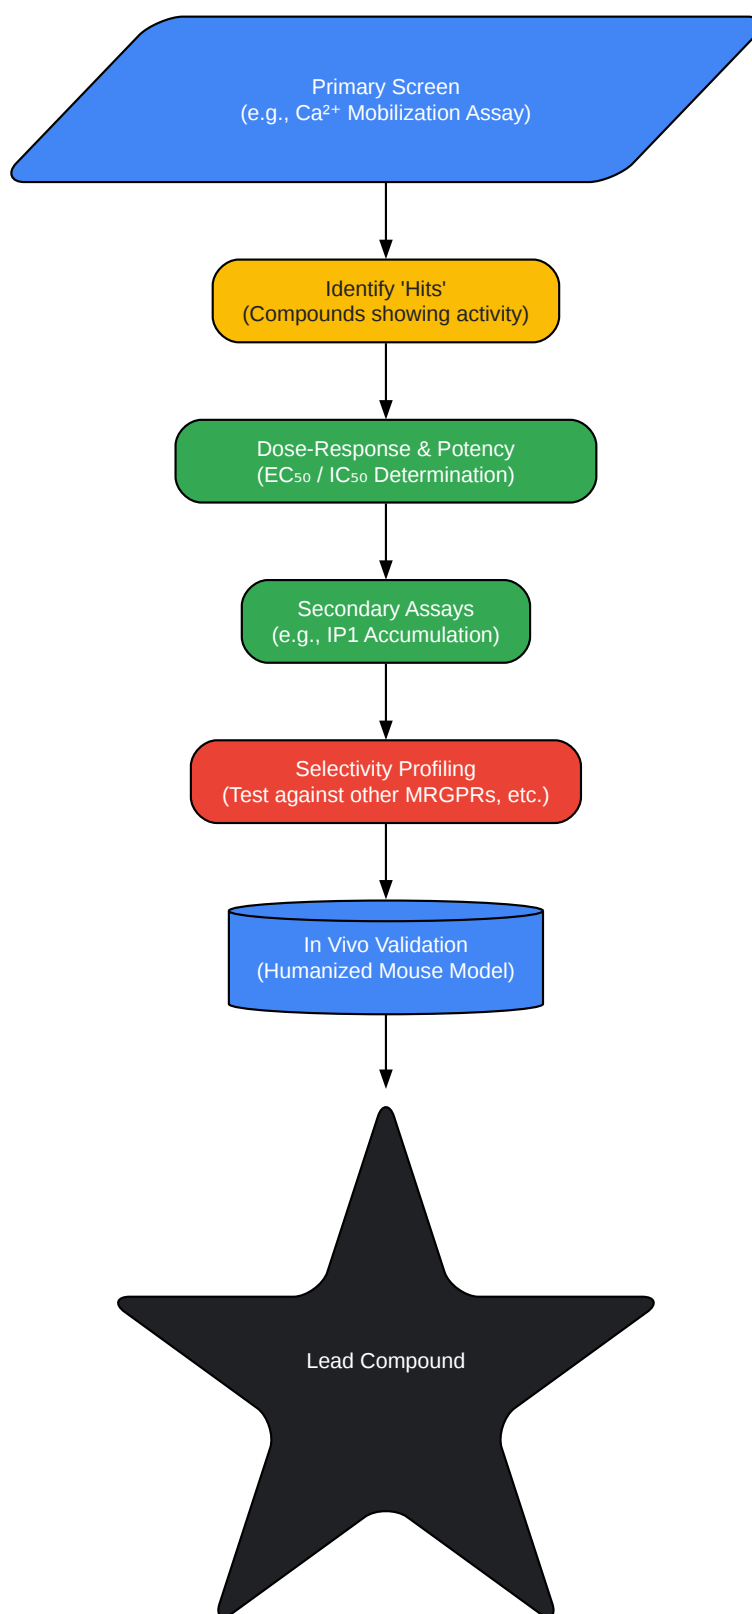 Primary Screen
(e.g., Ca²⁺ Mobilization Assay)
Identify 'Hits'
(Compounds showing activity)
Dose-Response & Potency
(EC₅₀ / IC₅₀ Determination)
Secondary Assays
(e.g., IP1 Accumulation)
Selectivity Profiling
(Test against other MRGPRs, etc.)
In Vivo Validation
(Humanized Mouse Model)
Lead Compound